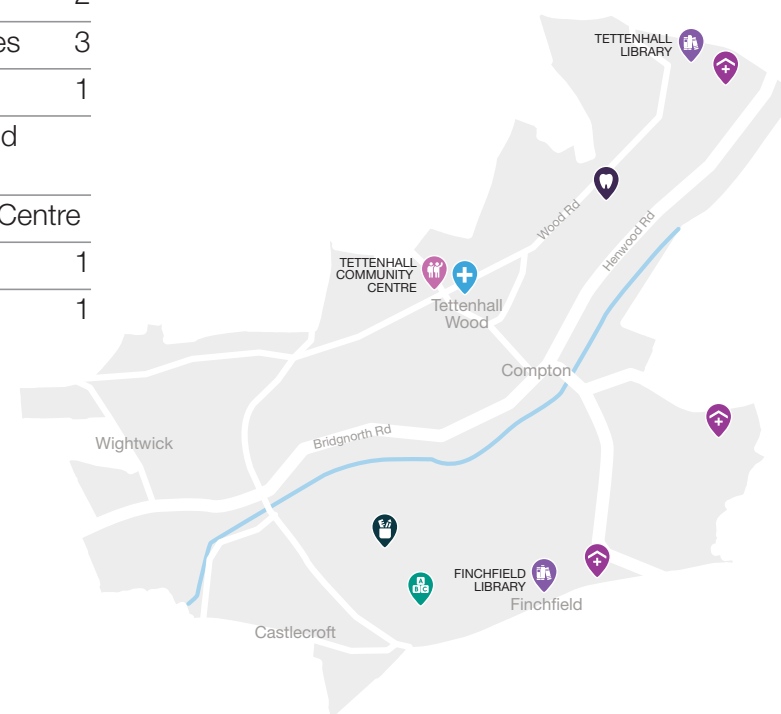 2
es 3
1
d
Centre
1
1
TETTENHALL
LIBRARY
Wood Rd
Henwood Rd
TETTENHALL
COMMUNITY
CENTRE
Tettenhall
Wood
Compton
Bridgnorth Rd
Wightwick
A
B C
FINCHFIELD
LIBRARY
Finchfield
Castlecroft